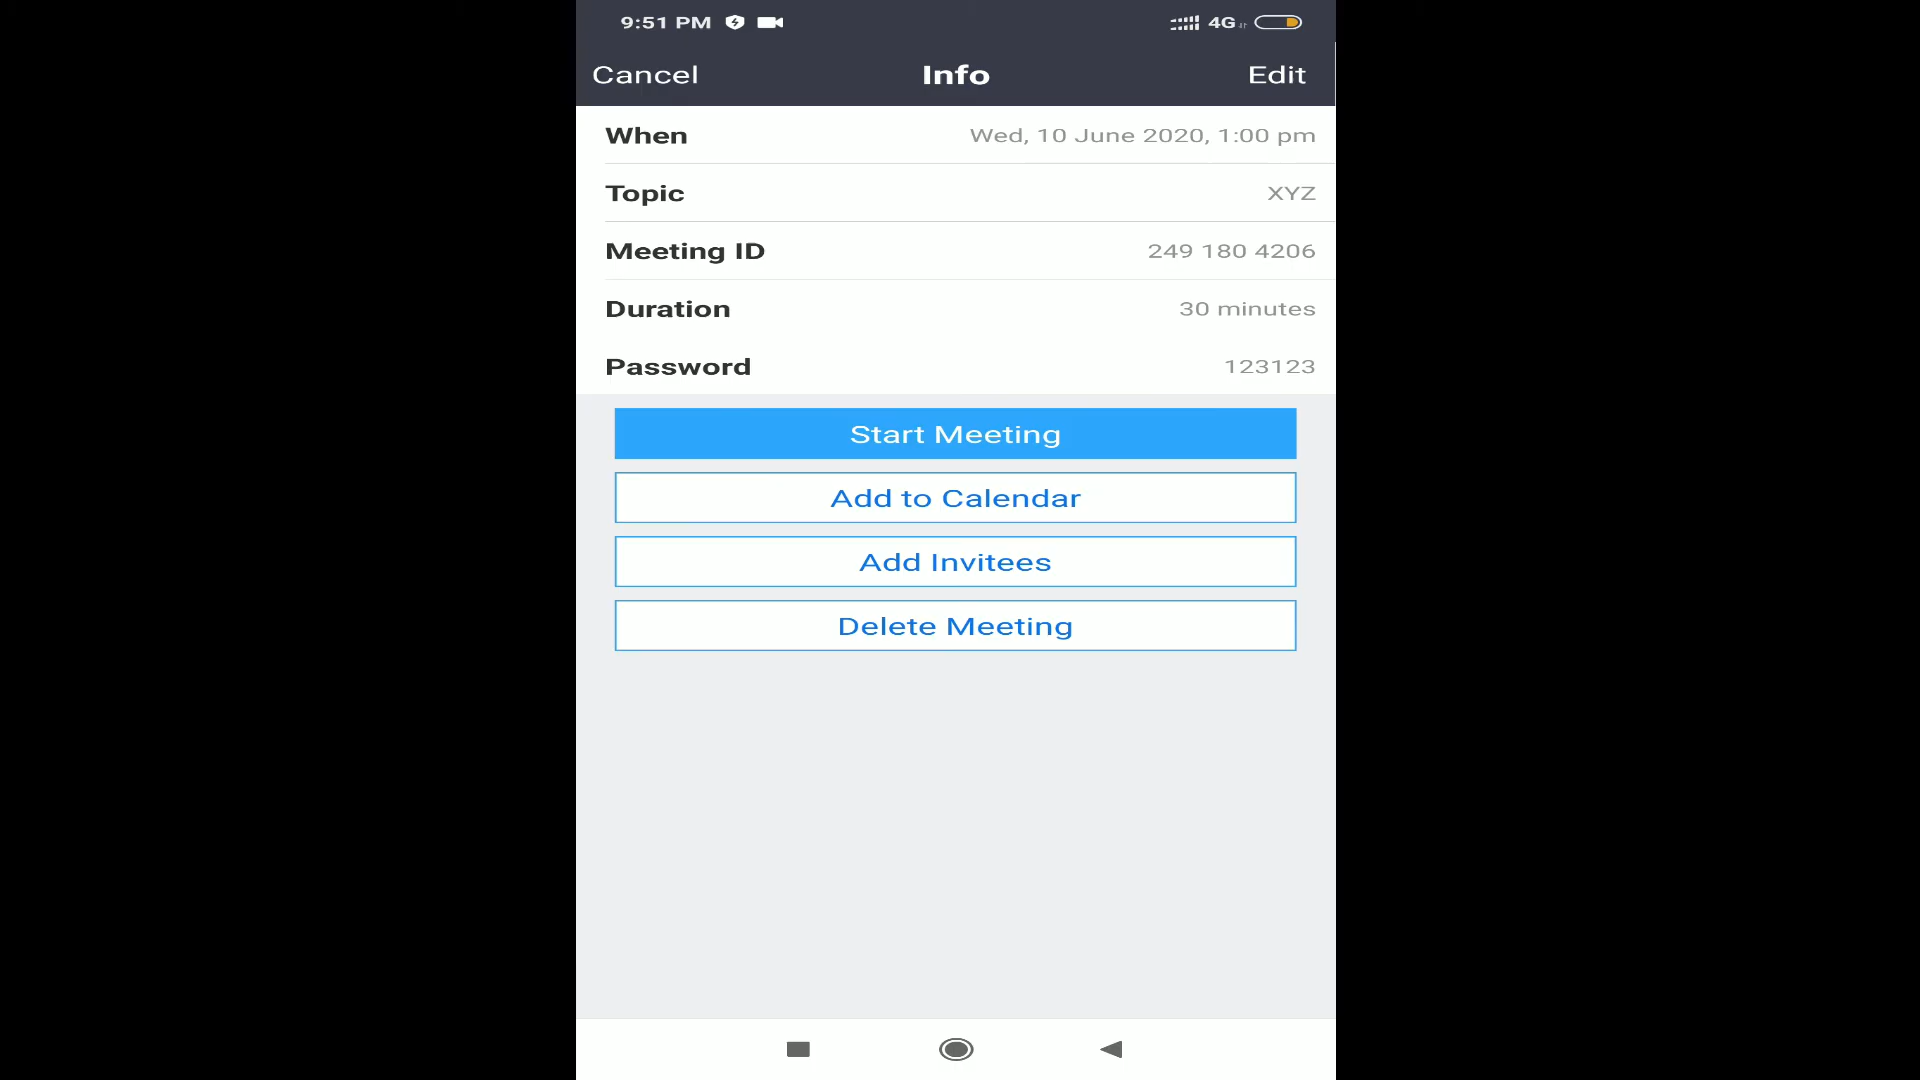 9:51 PM 4G
Cancel Info Edit
When Wed, 10 June 2020, 1:00 pm
Topic XYZ
Meeting ID 249 180 4206
Duration 30 minutes
Password 123123
Start Meeting
Add to Calendar
Add Invitees
Delete Meeting